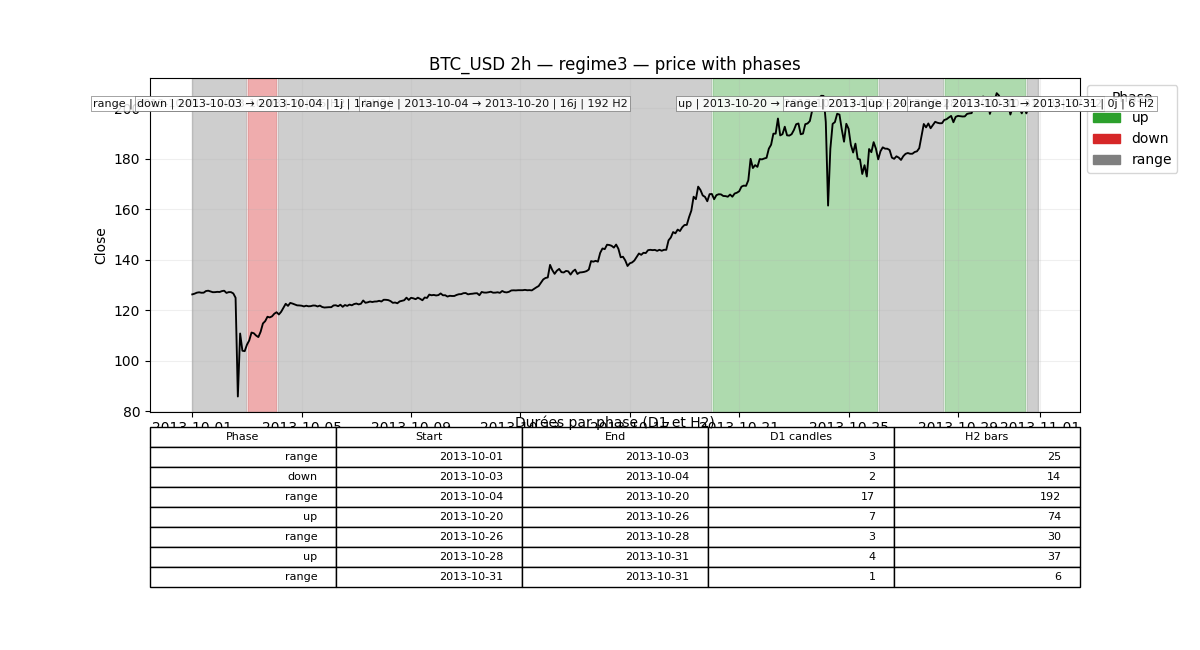 BTC_USD 2h — regime3 — price with phases
range | down | 2013-10-03 → 2013-10-04 | 1j | 1 range | 2013-10-04 → 2013-10-20 | 16j | 192 H2 up | 2013-10-20 → range | 2013-1 up | 20 range | 2013-10-31 → 2013-10-31 | 0j | 6 H2
Phase
up
down
range
Close
200
180
160
140
120
100
80
2013-10-01 2013-10-05 2013-10-09 2013-10-21 2013-10-25 2013-10-29 2013-11-01
Durées par phase (D1 et H2)
Phase Start End D1 candles H2 bars
range 2013-10-01 2013-10-03 3 25
down 2013-10-03 2013-10-04 2 14
range 2013-10-04 2013-10-20 17 192
up 2013-10-20 2013-10-26 7 74
range 2013-10-26 2013-10-28 3 30
up 2013-10-28 2013-10-31 4 37
range 2013-10-31 2013-10-31 1 6